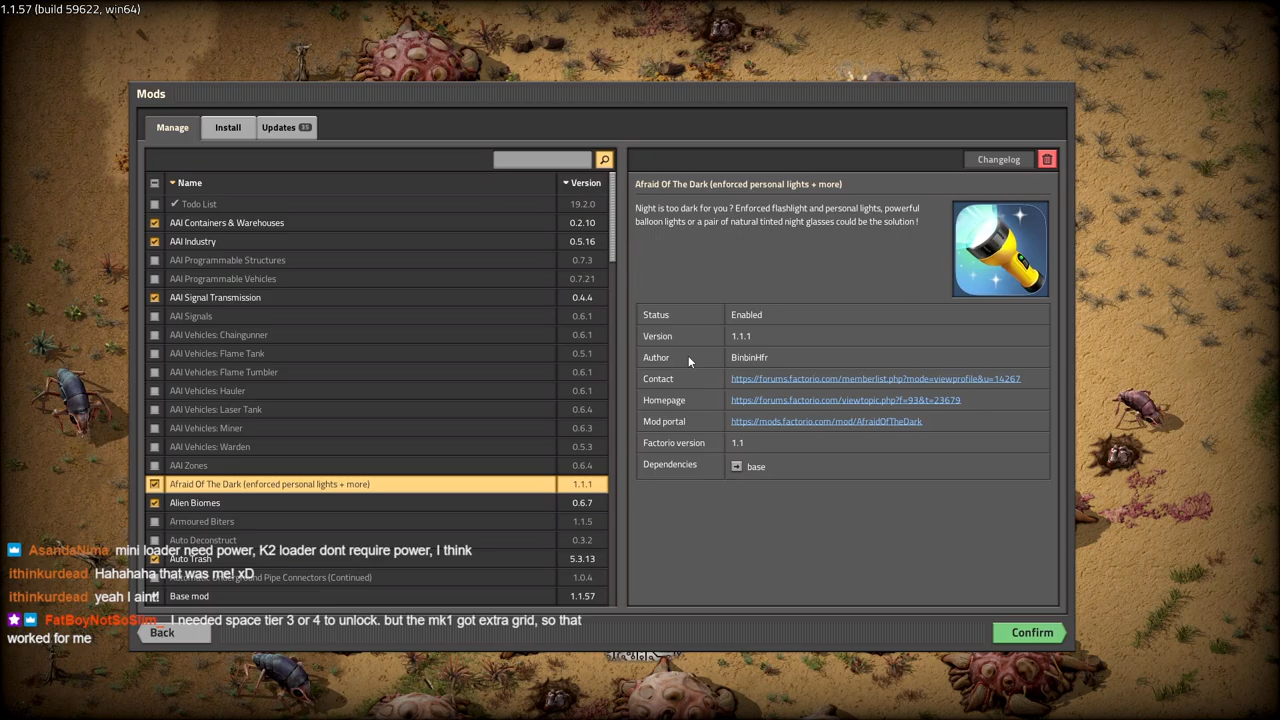 1.1.57 (build 59622, win64)
Mods
Manage
Install
Updates
Changelog
Name
Version
✓ Todo List 19.2.0
AAI Containers & Warehouses 0.2.10
AAI Industry 0.5.16
AAI Programmable Structures 0.7.3
AAI Programmable Vehicles 0.7.21
AAI Signal Transmission 0.4.4
AAI Signals 0.6.1
AAI Vehicles: Chaingunner 0.6.1
AAI Vehicles: Flame Tank 0.5.1
AAI Vehicles: Flame Tumbler 0.6.1
AAI Vehicles: Hauler 0.6.1
AAI Vehicles: Laser Tank 0.6.4
AAI Vehicles: Miner 0.6.3
AAI Vehicles: Warden 0.5.3
AAI Zones 0.6.4
Afraid Of The Dark (enforced personal lights + more) 1.1.1
Alien Biomes 0.6.7
Armoured Biters 1.1.5
Auto Deconstruct 0.3.2
Auto Trash 5.3.13
Underground Pipe Connectors (Continued) 1.0.4
Base mod 1.1.57
Afraid Of The Dark (enforced personal lights + more)
Night is too dark for you ? Enforced flashlight and personal lights, powerful
balloon lights or a pair of natural tinted night glasses could be the solution !
Status Enabled
Version 1.1.1
Author BinbinHfr
Contact https://forums.factorio.com/memberlist.php?mode=viewprofile&u=14267
Homepage https://forums.factorio.com/viewtopic.php?f=93&t=23679
Mod portal https://mods.factorio.com/mod/AfraidOfTheDark
Factorio version 1.1
Dependencies base
AsandaNima mini loader need power, K2 loader dont require power, I think
ithinkurdead Hahahaha that was me! xD
ithinkurdead yeah I aint!
FatBoyNotSoSlim_ I needed space tier 3 or 4 to unlock. but the mk1 got extra grid, so that
worked for me
Back
Confirm